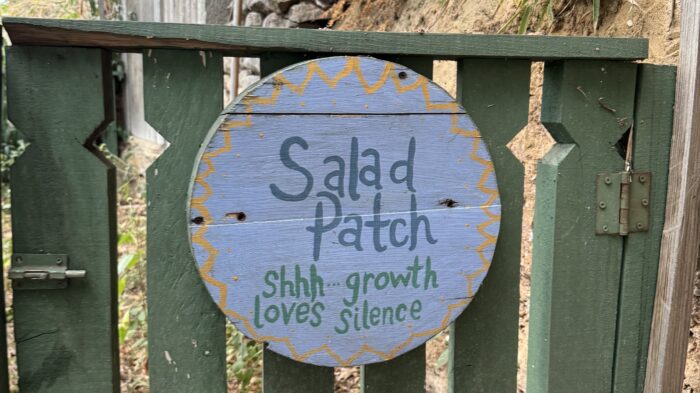 Salad
Patch
shhh... growth
loves silence